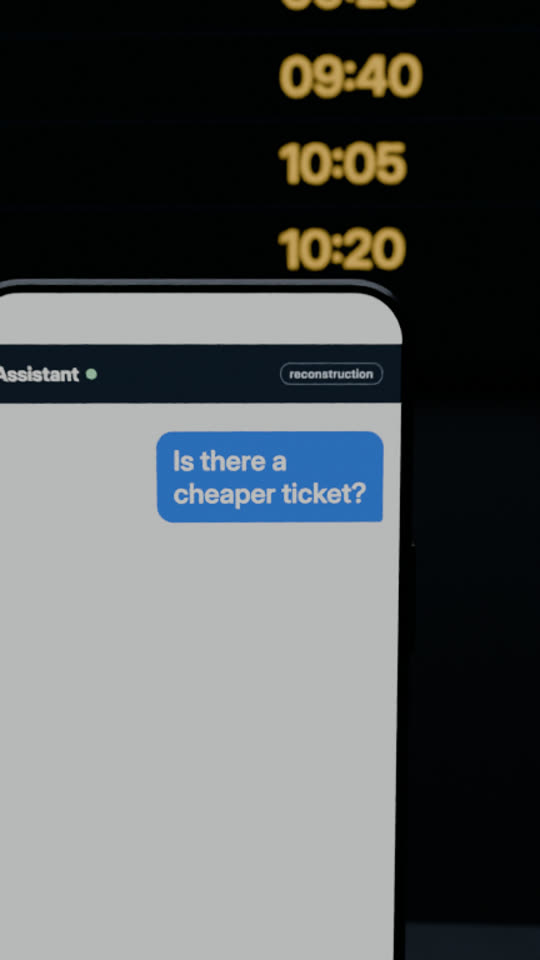 09:40
10:05
10:20
Assistant
reconstruction
Is there a
cheaper ticket?